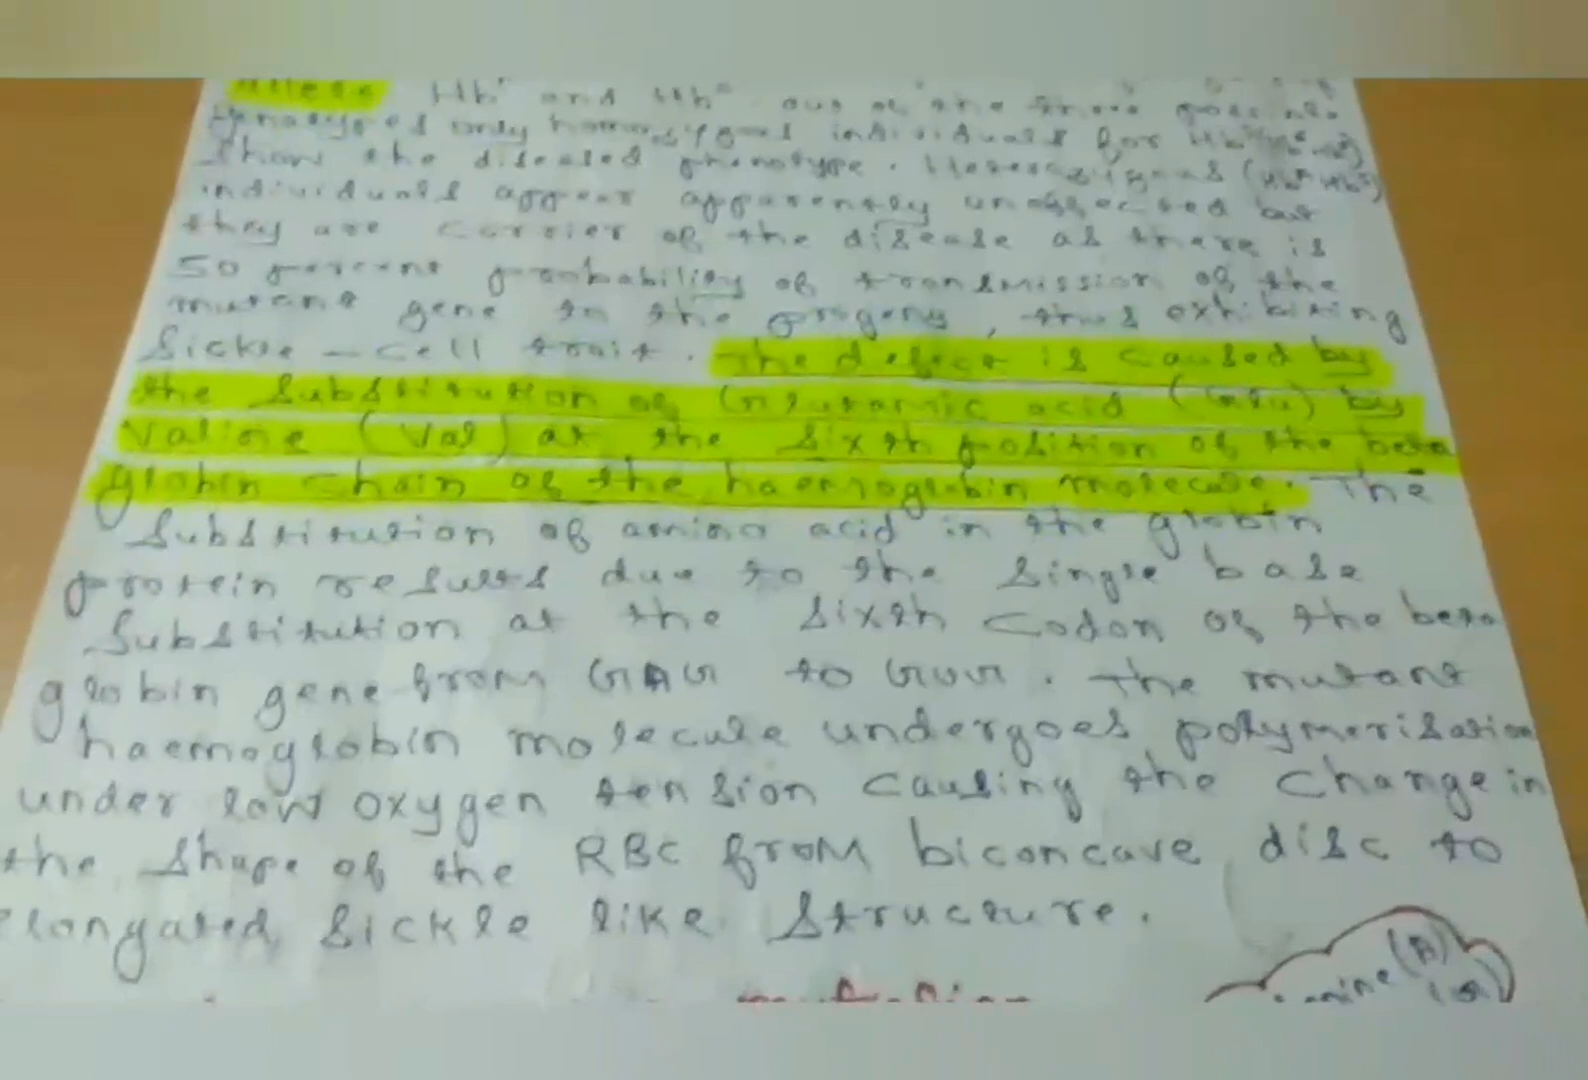 Hb and Hb out of the three possible
Genotypes only homozygous individuals for Hb
Show the diseased phenotype. Heterozygous
individuals appear apparently unaffected but
they are carrier of the disease as there is
50 percent probability of transmission of the
mutant gene to the progeny, thus exhibiting
Sickle-cell trait. The defect is caused by
the Substitution of Glutamic acid (Glu) by
Valine (Val) at the sixth position of the beta
globin chain of the haemoglobin molecule. The
Substitution of amino acid in the globin
protein results due to the single base
Substitution at the sixth codon of the beta
globin gene from GAG to GUG. The mutant
haemoglobin molecule undergoes polymerisation
under low oxygen tension causing the change in
the shape of the RBC from biconcave disc to
elongated sickle like structure.